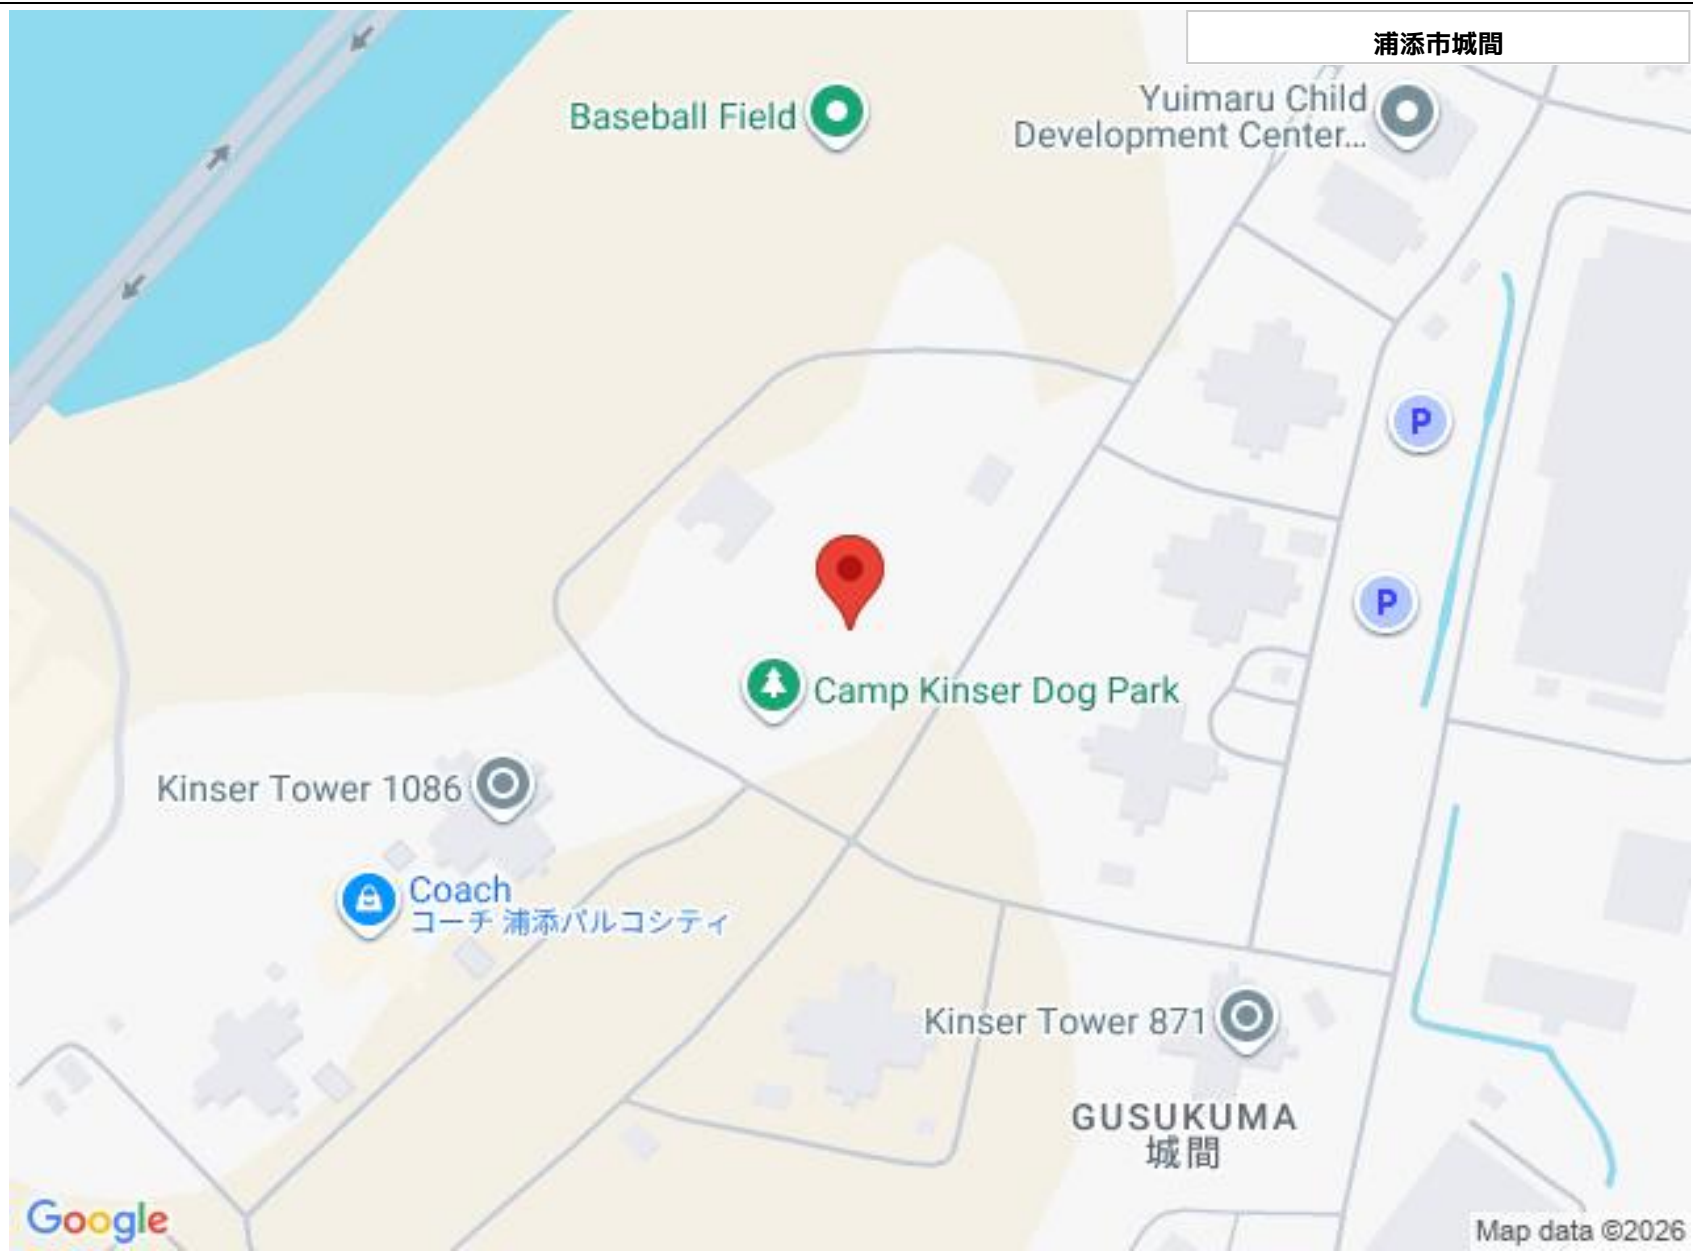 浦添市城間
Baseball Field
Yuimaru Child
Development Center...
P
P
Camp Kinser Dog Park
Kinser Tower 1086
Coach
コーチ 浦添パルコシティ
Kinser Tower 871
GUSUKUMA
城間
Google
Map data ©2026